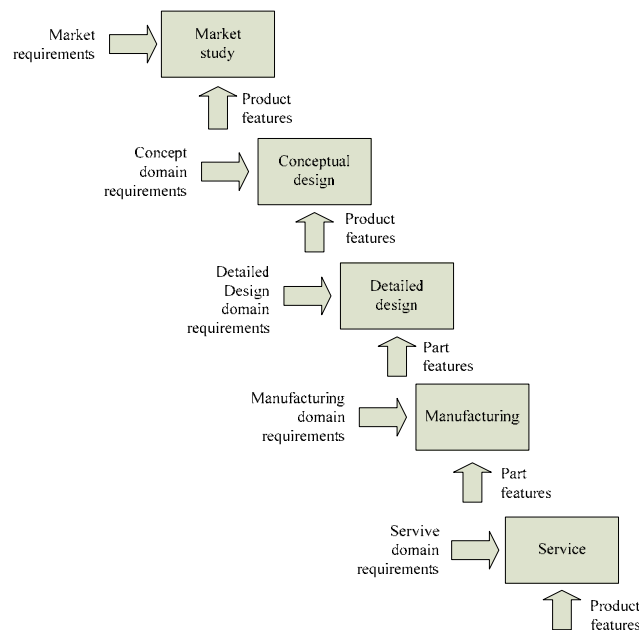 Market
requirements
Market
study
Product
features
Concept
domain
requirements
Conceptual
design
Product
features
Detailed
Design
domain
requirements
Detailed
design
Part
features
Manufacturing
domain
requirements
Manufacturing
Part
features
Servive
domain
requirements
Service
Product
features